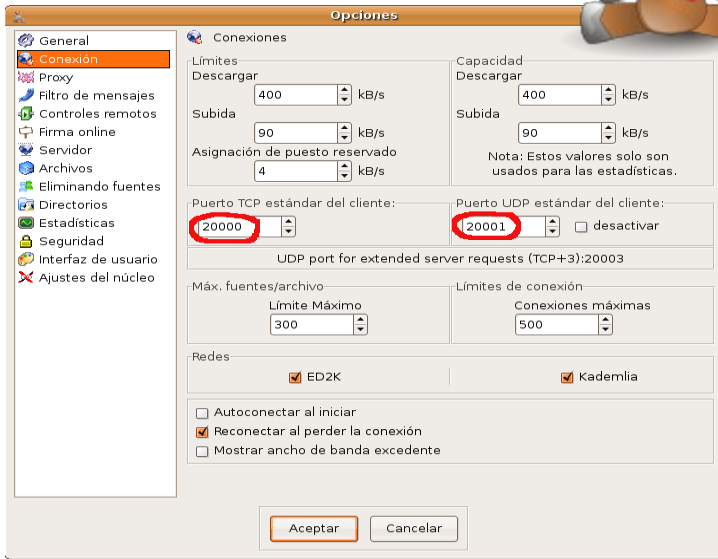 Opciones
General
Conexión
Proxy
Filtro de mensajes
Controles remotos
Firma online
Servidor
Archivos
Eliminando fuentes
Directorios
Estadísticas
Seguridad
Interfaz de usuario
Ajustes del núcleo
Conexiones
Límites
Descargar
400 kB/s
Subida
90 kB/s
Asignación de puesto reservado
4 kB/s
Capacidad
Descargar
400 kB/s
Subida
90 kB/s
Nota: Estos valores solo son
usados para las estadísticas.
Puerto TCP estándar del cliente:
20000
Puerto UDP estándar del cliente:
20001 desactivar
UDP port for extended server requests (TCP+3):20003
Máx. fuentes/archivo
Límite Máximo
300
Límites de conexión
Conexiones máximas
500
Redes
ED2K Kademlia
Autoconectar al iniciar
Reconectar al perder la conexión
Mostrar ancho de banda excedente
Aceptar Cancelar